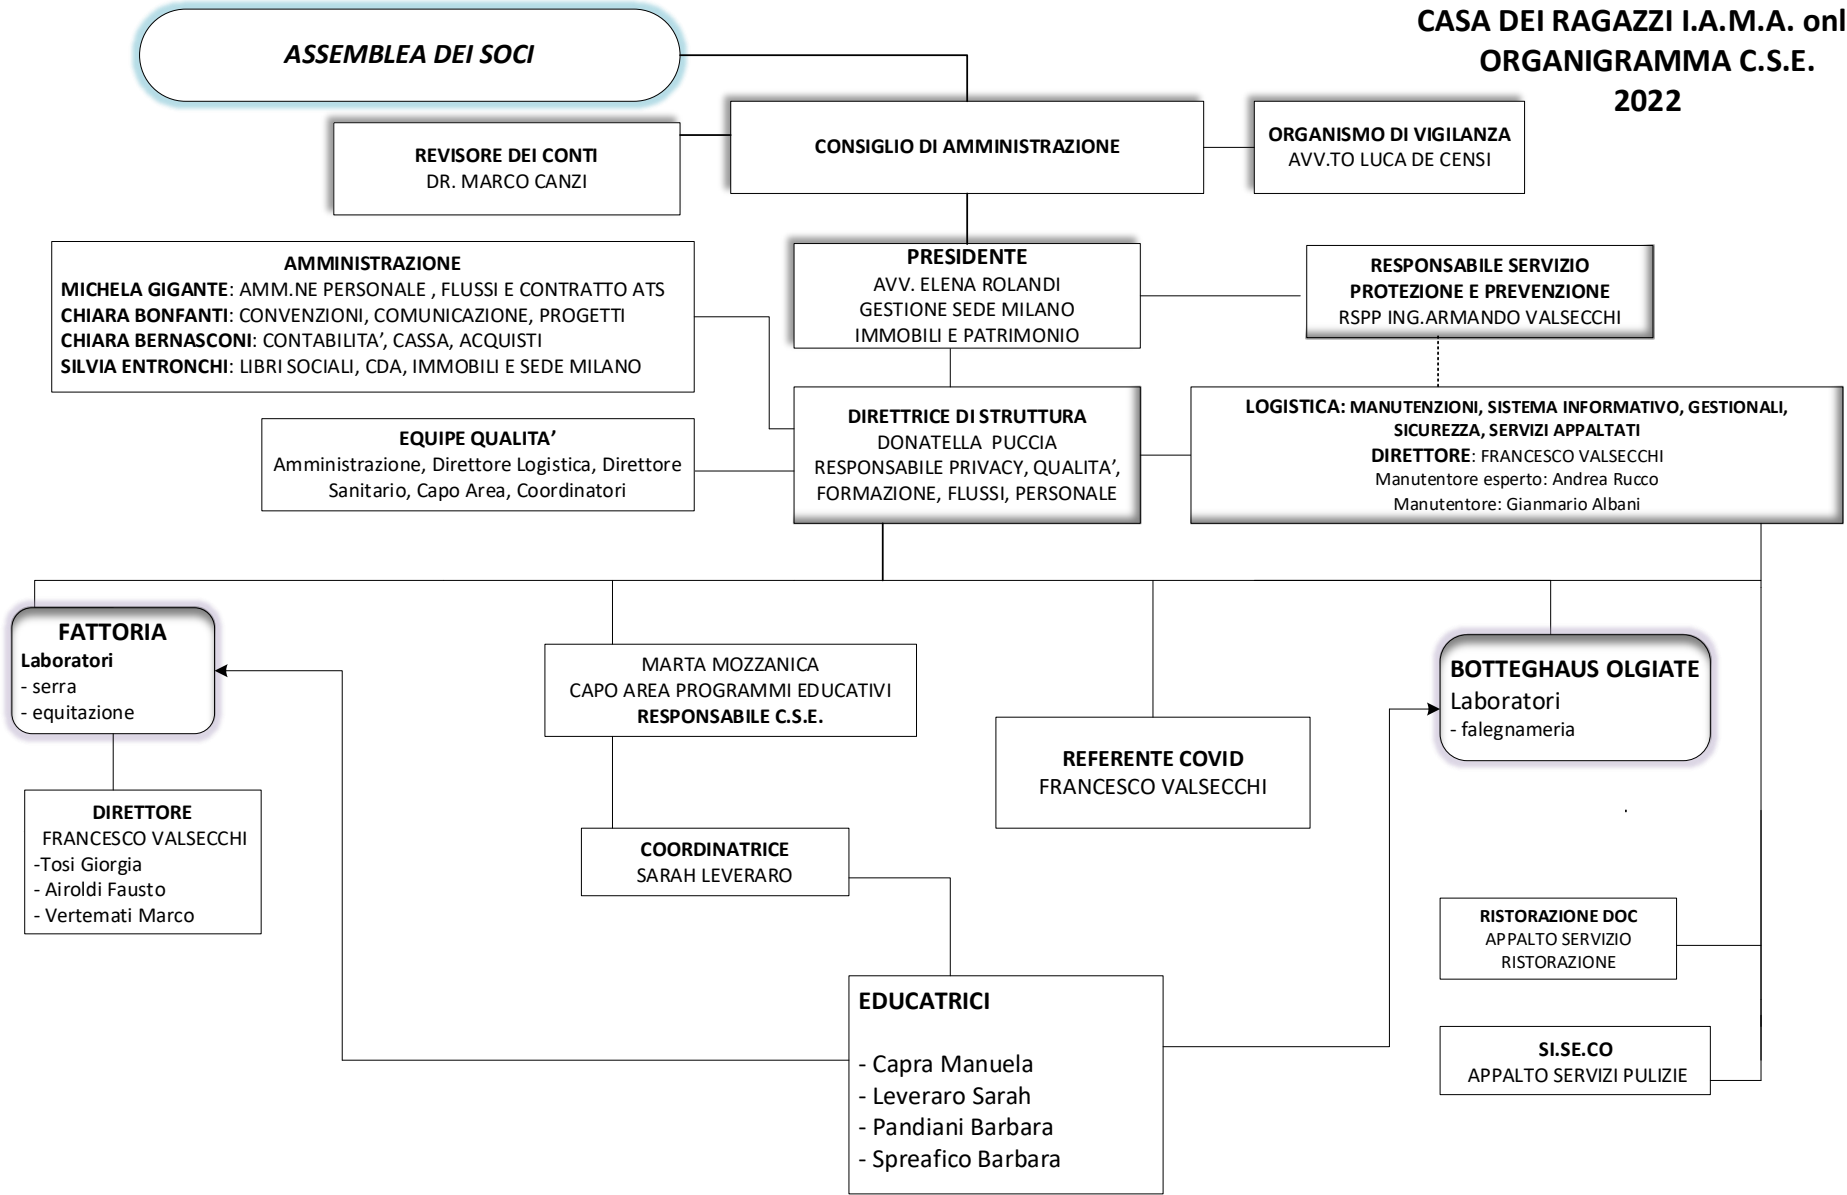 CASA DEI RAGAZZI I.A.M.A. onl
ORGANIGRAMMA C.S.E.
2022
ASSEMBLEA DEI SOCI
REVISORE DEI CONTI
DR. MARCO CANZI
CONSIGLIO DI AMMINISTRAZIONE
ORGANISMO DI VIGILANZA
AVV.TO LUCA DE CENSI
AMMINISTRAZIONE
MICHELA GIGANTE: AMM.NE PERSONALE , FLUSSI E CONTRATTO ATS
CHIARA BONFANTI: CONVENZIONI, COMUNICAZIONE, PROGETTI
CHIARA BERNASCONI: CONTABILITA’, CASSA, ACQUISTI
SILVIA ENTRONCHI: LIBRI SOCIALI, CDA, IMMOBILI E SEDE MILANO
PRESIDENTE
AVV. ELENA ROLANDI
GESTIONE SEDE MILANO
IMMOBILI E PATRIMONIO
RESPONSABILE SERVIZIO
PROTEZIONE E PREVENZIONE
RSPP ING.ARMANDO VALSECCHI
EQUIPE QUALITA’
Amministrazione, Direttore Logistica, Direttore
Sanitario, Capo Area, Coordinatori
DIRETTRICE DI STRUTTURA
DONATELLA PUCCIA
RESPONSABILE PRIVACY, QUALITA’,
FORMAZIONE, FLUSSI, PERSONALE
LOGISTICA: MANUTENZIONI, SISTEMA INFORMATIVO, GESTIONALI,
SICUREZZA, SERVIZI APPALTATI
DIRETTORE: FRANCESCO VALSECCHI
Manutentore esperto: Andrea Rucco
Manutentore: Gianmario Albani
FATTORIA
Laboratori
- serra
- equitazione
MARTA MOZZANICA
CAPO AREA PROGRAMMI EDUCATIVI
RESPONSABILE C.S.E.
REFERENTE COVID
FRANCESCO VALSECCHI
BOTTEGHAUS OLGIATE
Laboratori
- falegnameria
DIRETTORE
FRANCESCO VALSECCHI
-Tosi Giorgia
- Airoldi Fausto
- Vertemati Marco
COORDINATRICE
SARAH LEVERARO
RISTORAZIONE DOC
APPALTO SERVIZIO
RISTORAZIONE
EDUCATRICI
- Capra Manuela
- Leveraro Sarah
- Pandiani Barbara
- Spreafico Barbara
SI.SE.CO
APPALTO SERVIZI PULIZIE